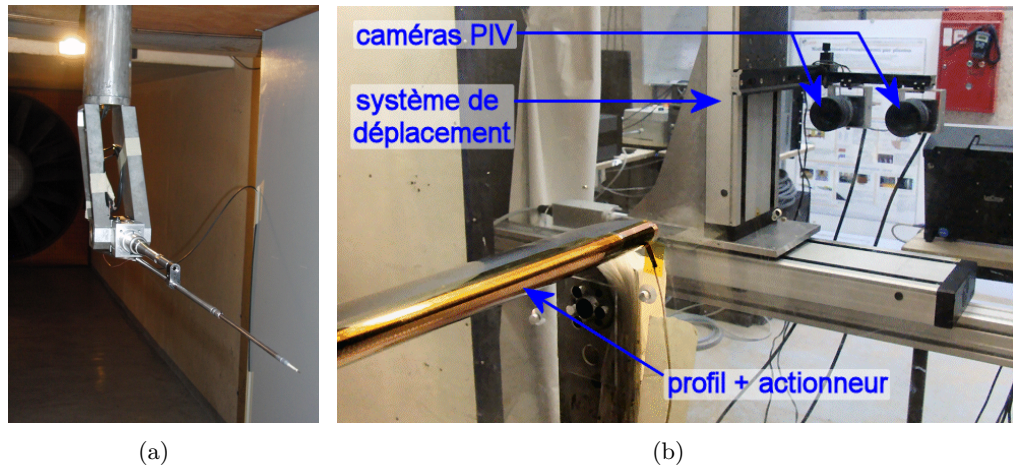 caméras PIV
système de
déplacement
profil + actionneur
(a)
(b)